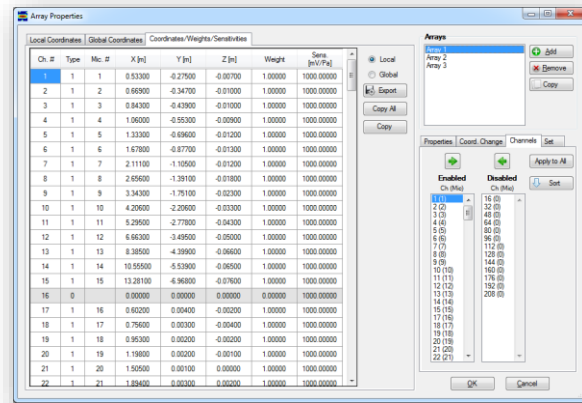 Array Properties
Local Coordinates Global Coordinates Coordinates/Weights/Sensitivities
Ch. # Type Mic. # X [m] Y [m] Z [m] Weight Sens. [mV/Pa]
1 1 1 0.53300 -0.27500 -0.00700 1.00000 1000.00000
2 1 2 0.66900 -0.34700 -0.01000 1.00000 1000.00000
3 1 3 0.84300 -0.43900 -0.01000 1.00000 1000.00000
4 1 4 1.06000 -0.55300 -0.00900 1.00000 1000.00000
5 1 5 1.33300 -0.69600 -0.01200 1.00000 1000.00000
6 1 6 1.67800 -0.87700 -0.01300 1.00000 1000.00000
7 1 7 2.11100 -1.10500 -0.01200 1.00000 1000.00000
8 1 8 2.65600 -1.39100 -0.01800 1.00000 1000.00000
9 1 9 3.34300 -1.75100 -0.02300 1.00000 1000.00000
10 1 10 4.20600 -2.20600 -0.03300 1.00000 1000.00000
11 1 11 5.29500 -2.77800 -0.04300 1.00000 1000.00000
12 1 12 6.66300 -3.49500 -0.05000 1.00000 1000.00000
13 1 13 8.38500 -4.39900 -0.06600 1.00000 1000.00000
14 1 14 10.55500 -5.53900 -0.06500 1.00000 1000.00000
15 1 15 13.28100 -6.96800 -0.07600 1.00000 1000.00000
16 0 0.00000 0.00000 0.00000 0.00000 1000.00000
17 1 16 0.60200 0.00400 -0.00200 1.00000 1000.00000
18 1 17 0.75600 0.00300 -0.00400 1.00000 1000.00000
19 1 18 0.95300 0.00200 -0.00200 1.00000 1000.00000
20 1 19 1.19800 0.00200 -0.00100 1.00000 1000.00000
21 1 20 1.50500 0.00100 0.00000 1.00000 1000.00000
22 1 21 1.89400 0.00300 0.00200 1.00000 1000.00000
Local
Global
Export
Copy All
Copy
Arrays
Array 1
Array 2
Array 3
Add
Remove
Copy
Properties Coord. Change Channels Set
Apply to All
Sort
Enabled
Ch (Mic)
1 (1)
2 (2)
3 (3)
4 (4)
5 (5)
6 (6)
7 (7)
8 (8)
9 (9)
10 (10)
11 (11)
12 (12)
13 (13)
14 (14)
15 (15)
17 (16)
18 (17)
19 (18)
20 (19)
21 (20)
22 (21)
Disabled
Ch (Mic)
16 (0)
32 (0)
48 (0)
64 (0)
80 (0)
96 (0)
112 (0)
128 (0)
144 (0)
160 (0)
176 (0)
192 (0)
208 (0)
OK
Cancel